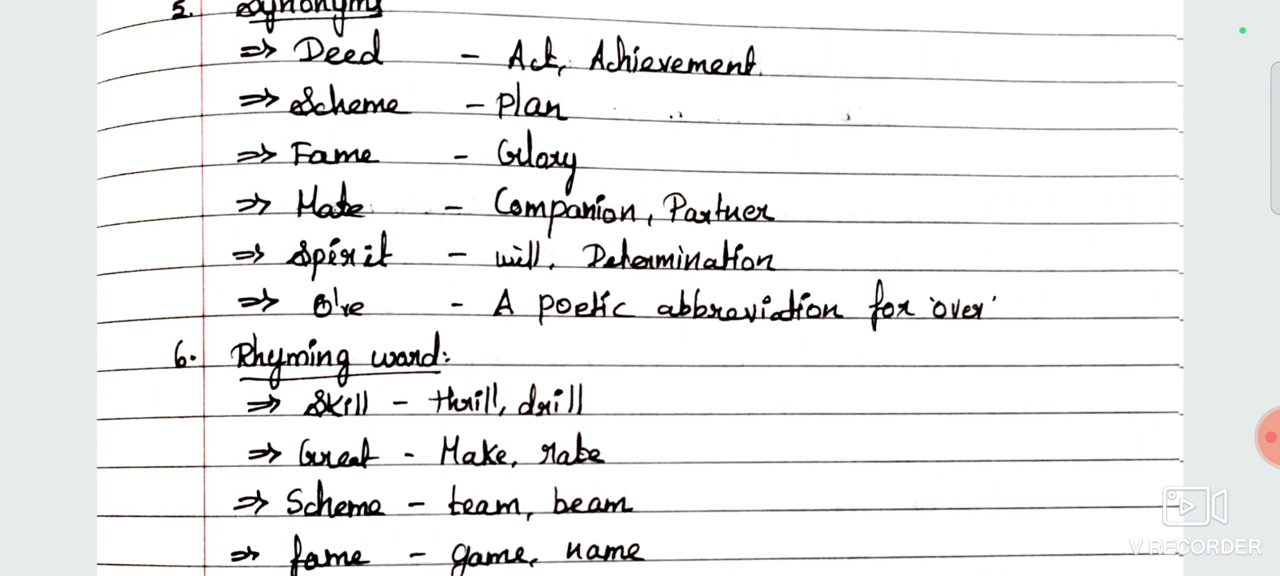 5. Synonyms
⇒ Deed - Act, Achievement.
⇒ Scheme - Plan
⇒ Fame - Glory
⇒ Mate - Companion, Partner
⇒ Spirit - will, Determination
⇒ O're - A poetic abbreviation for 'over'
6. Rhyming word:
⇒ Skill - thrill, drill
⇒ Great - Make, rate
⇒ Scheme - team, beam
⇒ fame - game, name
V RECORDER